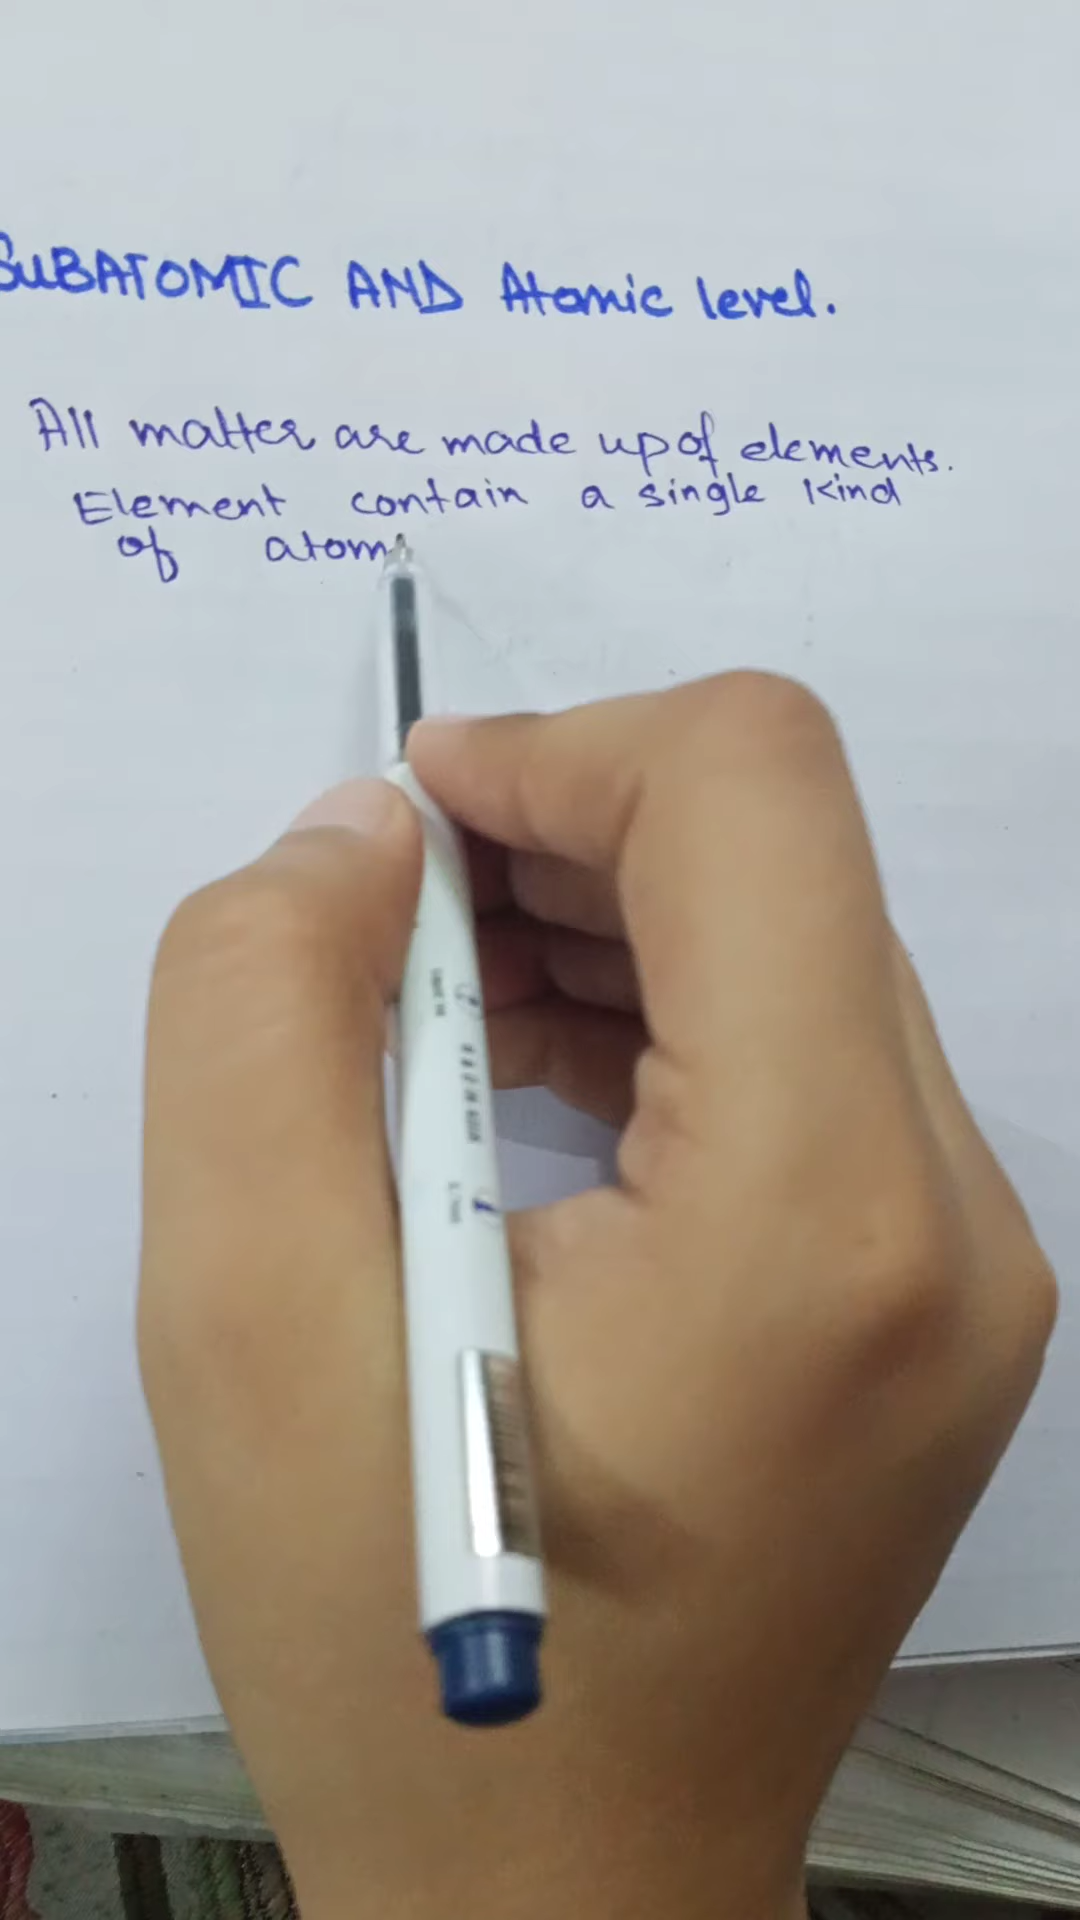 SUBATOMIC AND Atomic level.
All matter are made up of elements.
Element contain a single kind
of atom